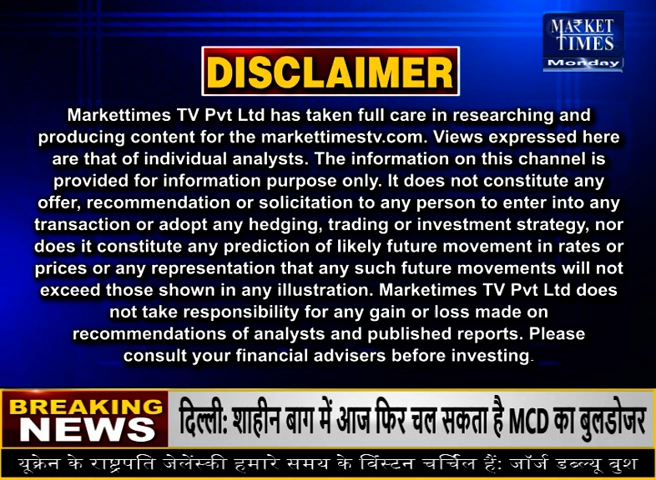 MARKET
TIMES
Monday
DISCLAIMER
Markettimes TV Pvt Ltd has taken full care in researching and
producing content for the markettimestv.com. Views expressed here
are that of individual analysts. The information on this channel is
provided for information purpose only. It does not constitute any
offer, recommendation or solicitation to any person to enter into any
transaction or adopt any hedging, trading or investment strategy, nor
does it constitute any prediction of likely future movement in rates or
prices or any representation that any such future movements will not
exceed those shown in any illustration. Marketimes TV Pvt Ltd does
not take responsibility for any gain or loss made on
recommendations of analysts and published reports. Please
consult your financial advisers before investing.
BREAKING
NEWS
दिल्ली: शाहीन बाग में आज फिर चल सकता है MCD का बुलडोजर
यूक्रेन के राष्ट्रपति जेलेंस्की हमारे समय के विंस्टन चर्चिल हैं: जॉर्ज डब्ल्यू बुश